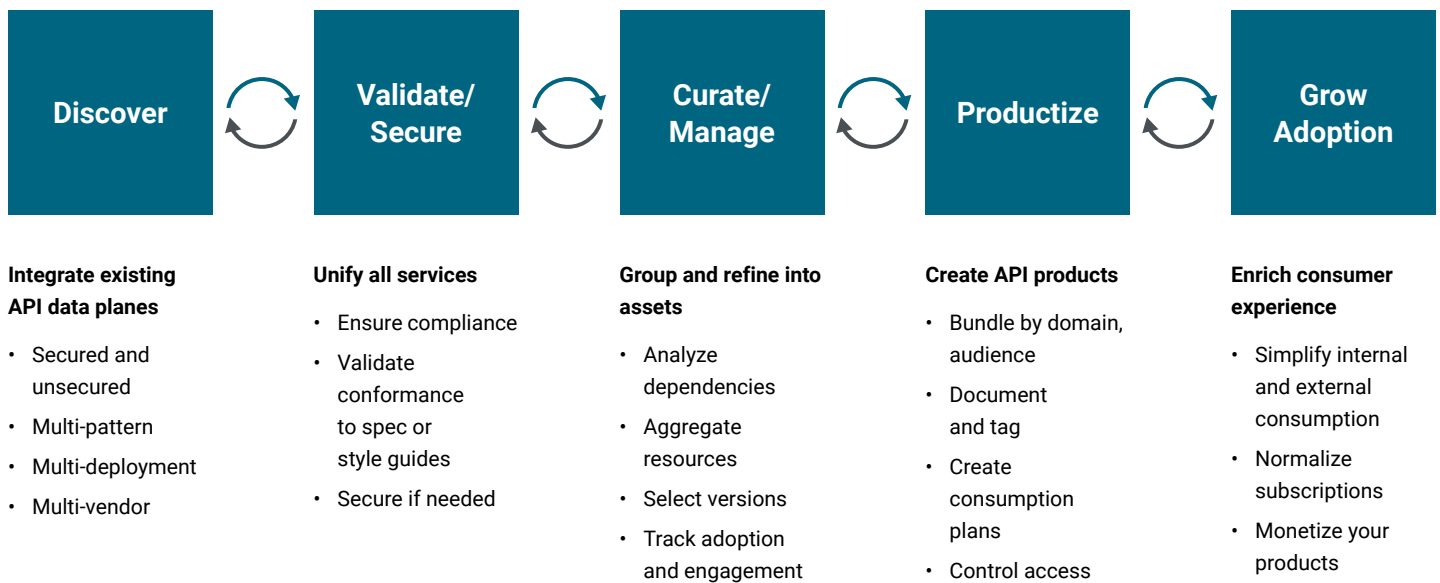 Discover
Validate/
Secure
Curate/
Manage
Productize
Grow
Adoption
Integrate existing
API data planes
• Secured and
unsecured
• Multi-pattern
• Multi-deployment
• Multi-vendor
Unify all services
• Ensure compliance
• Validate
conformance
to spec or
style guides
• Secure if needed
Group and refine into
assets
• Analyze
dependencies
• Aggregate
resources
• Select versions
• Track adoption
and engagement
Create API products
• Bundle by domain,
audience
• Document
and tag
• Create
consumption
plans
• Control access
Enrich consumer
experience
• Simplify internal
and external
consumption
• Normalize
subscriptions
• Monetize your
products